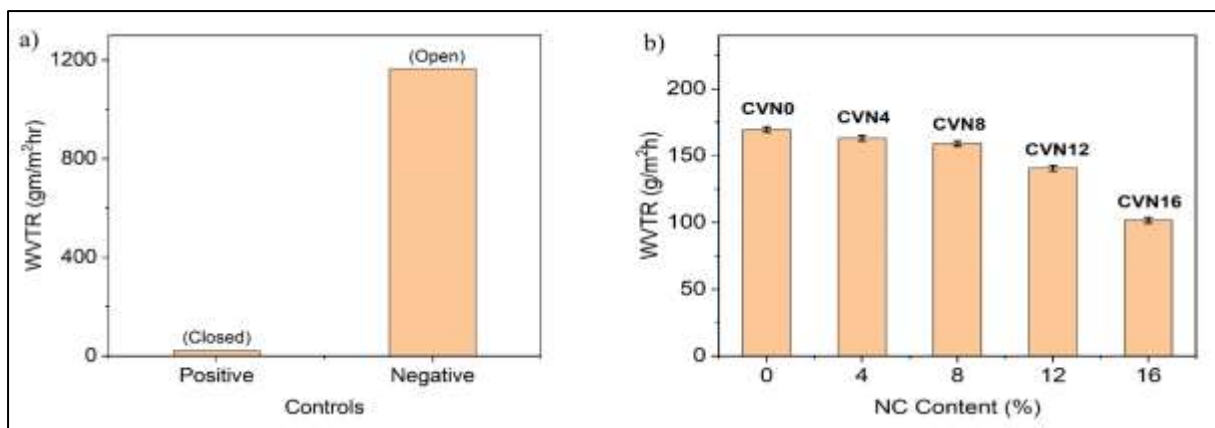 a)
WVTR (gm/m²hr)
1200
800
400
0
(Closed)
(Open)
Positive
Negative
Controls
b)
WVTR (g/m²h)
200
150
100
50
0
CVN0
CVN4
CVN8
CVN12
CVN16
0
4
8
12
16
NC Content (%)